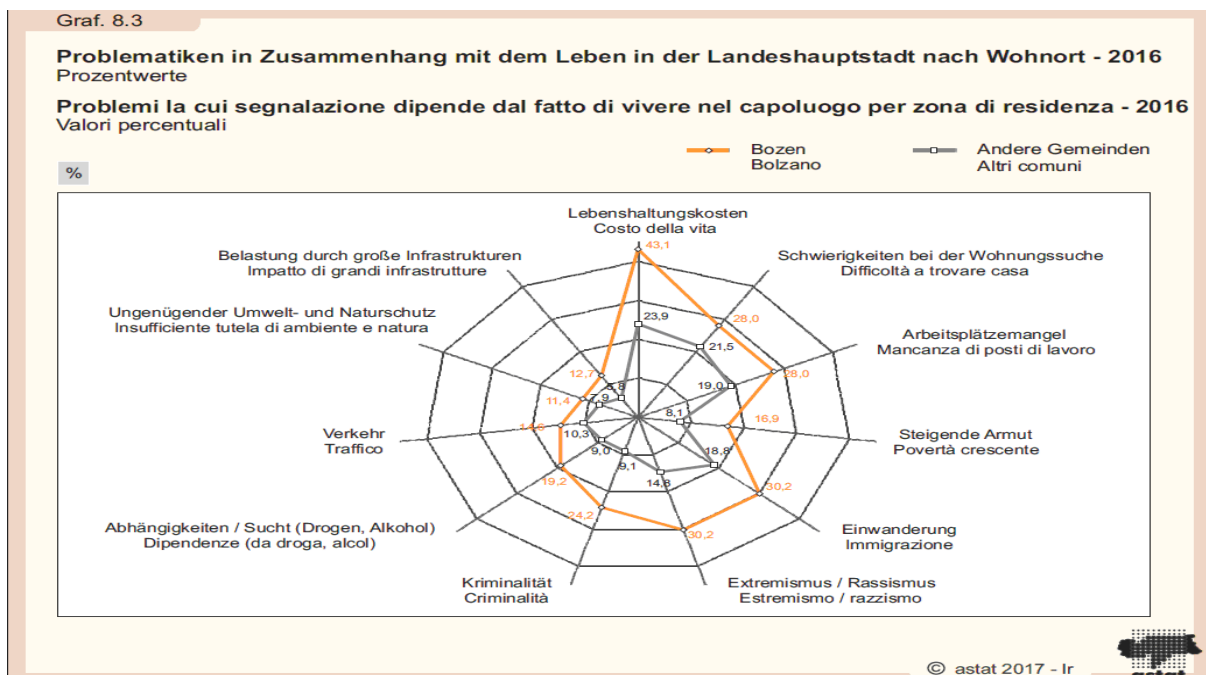 Graf. 8.3
Problematiken in Zusammenhang mit dem Leben in der Landeshauptstadt nach Wohnort - 2016
Prozentwerte
Problemi la cui segnalazione dipende dal fatto di vivere nel capoluogo per zona di residenza - 2016
Valori percentuali
Bozen
Bolzano
Andere Gemeinden
Altri comuni
%
Lebenshaltungskosten
Costo della vita
43,1
23,9
Schwierigkeiten bei der Wohnungssuche
Difficoltà a trovare casa
28,0
21,5
Arbeitsplätzemangel
Mancanza di posti di lavoro
28,0
19,0
Steigende Armut
Povertà crescente
16,9
8,1
Einwanderung
Immigrazione
30,2
18,8
Extremismus / Rassismus
Estremismo / razzismo
30,2
14,8
Kriminalität
Criminalità
24,2
9,1
Abhängigkeiten / Sucht (Drogen, Alkohol)
Dipendenze (da droga, alcol)
19,2
9,0
Verkehr
Traffico
10,3
Ungenügender Umwelt- und Naturschutz
Insufficiente tutela di ambiente e natura
11,4
7,9
Belastung durch große Infrastrukturen
Impatto di grandi infrastrutture
12,7
5,8
© astat 2017 - lr
astat